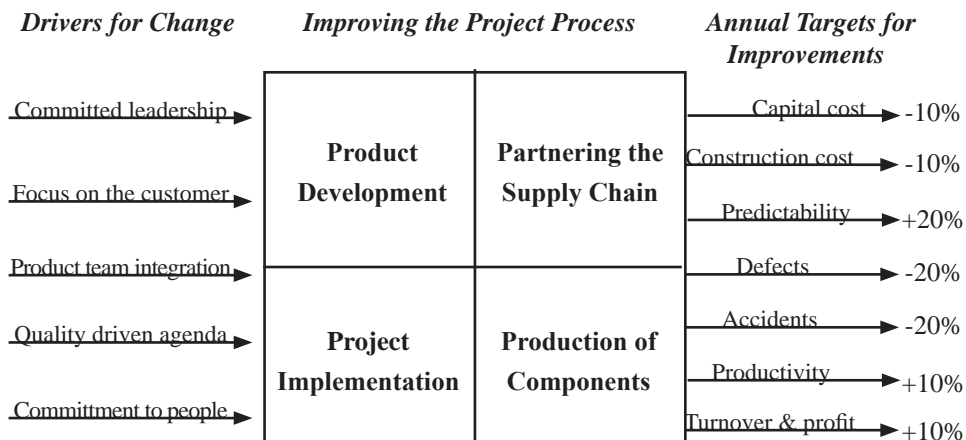 Drivers for Change
Improving the Project Process
Annual Targets for
Improvements
Committed leadership
Focus on the customer
Product team integration
Quality driven agenda
Committment to people
Product
Development
Partnering the
Supply Chain
Project
Implementation
Production of
Components
Capital cost -10%
Construction cost -10%
Predictability +20%
Defects -20%
Accidents -20%
Productivity +10%
Turnover & profit +10%